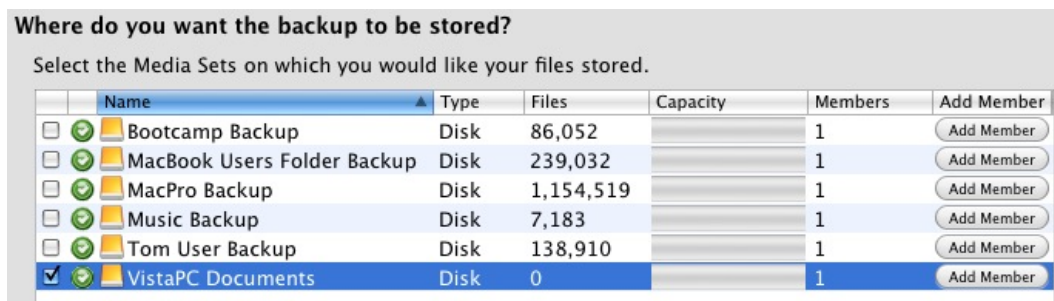 Where do you want the backup to be stored?
Select the Media Sets on which you would like your files stored.
Name Type Files Capacity Members Add Member
Bootcamp Backup Disk 86,052 1 Add Member
MacBook Users Folder Backup Disk 239,032 1 Add Member
MacPro Backup Disk 1,154,519 1 Add Member
Music Backup Disk 7,183 1 Add Member
Tom User Backup Disk 138,910 1 Add Member
VistaPC Documents Disk 0 1 Add Member